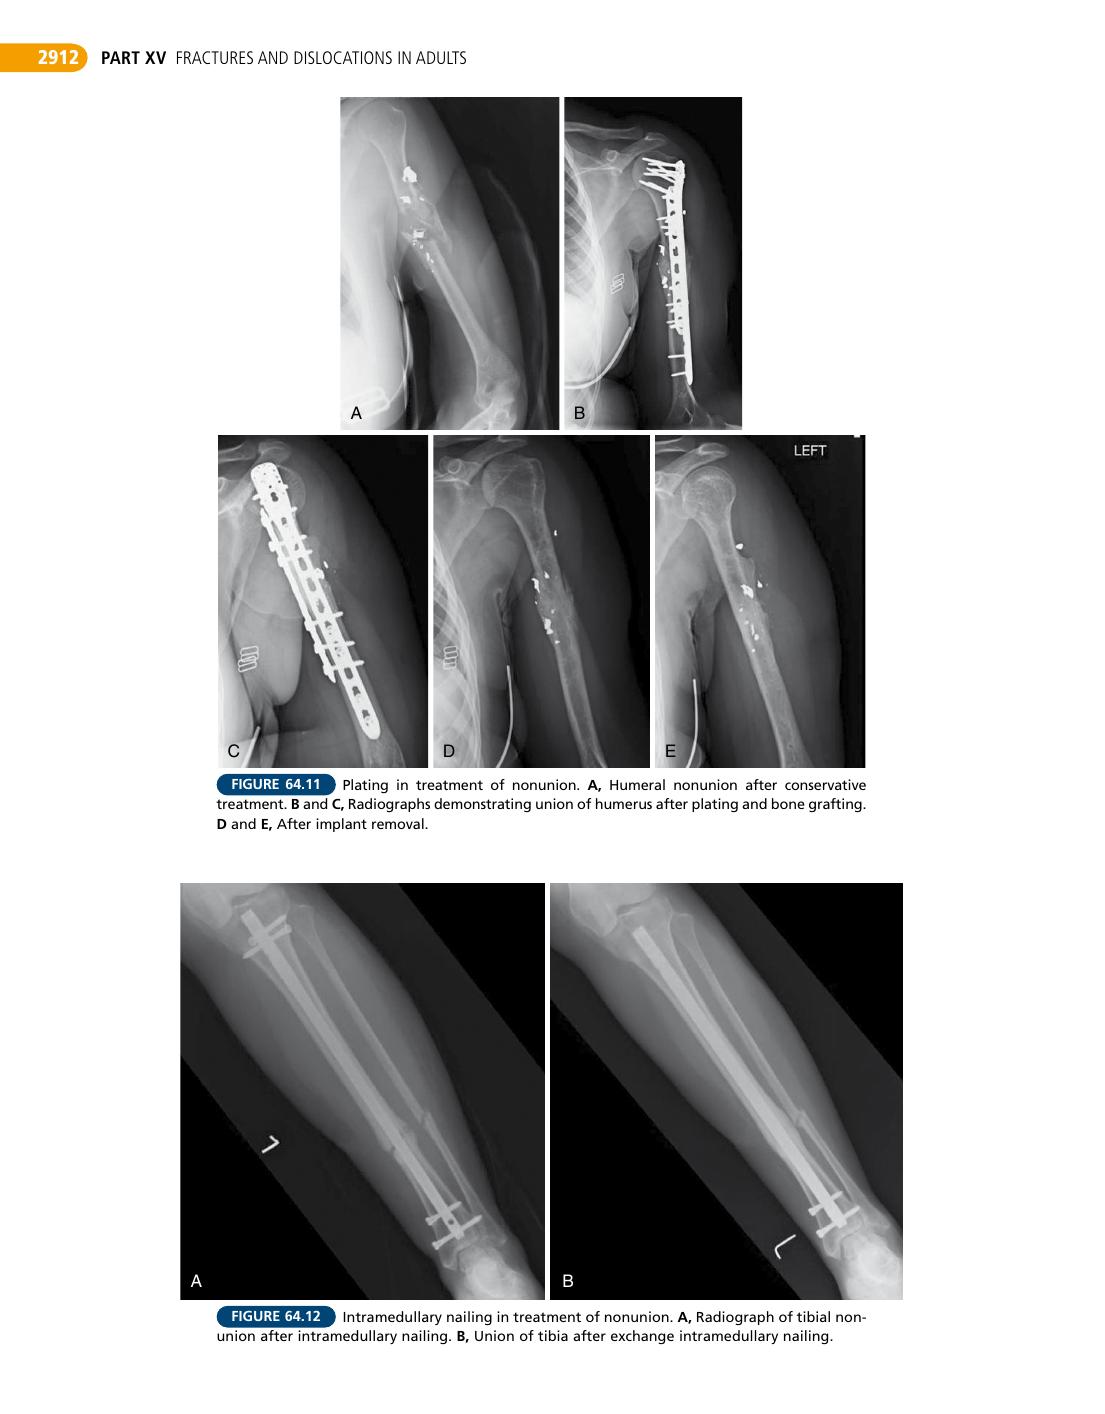 2912 PART XV FRACTURES AND DISLOCATIONS IN ADULTS
A
B
C
D
LEFT
E
FIGURE 64.11 Plating in treatment of nonunion. A, Humeral nonunion after conservative
treatment. B and C, Radiographs demonstrating union of humerus after plating and bone grafting.
D and E, After implant removal.
L
A
L
B
FIGURE 64.12 Intramedullary nailing in treatment of nonunion. A, Radiograph of tibial non-
union after intramedullary nailing. B, Union of tibia after exchange intramedullary nailing.